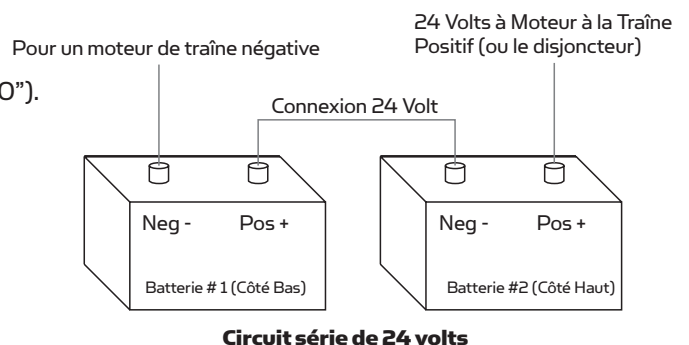 24 Volts à Moteur à la Traîne
Positif (ou le disjoncteur)
Pour un moteur de traîne négative
O”).
Connexion 24 Volt
Neg - Pos +
Neg - Pos +
Batterie # 1 (Côté Bas)
Batterie #2 (Côté Haut)
Circuit série de 24 volts